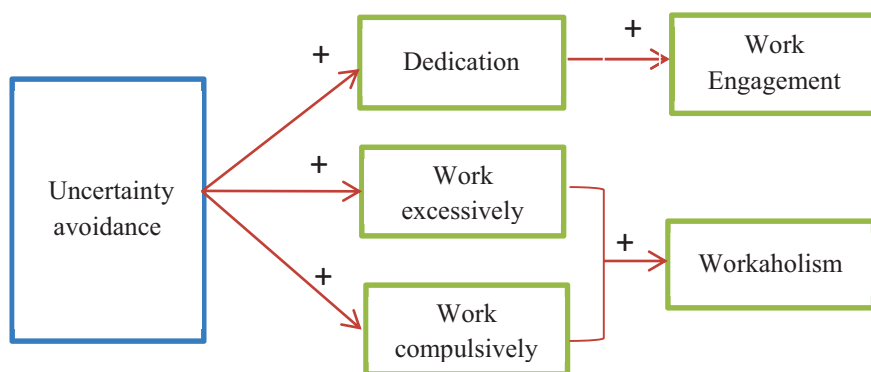 +
Dedication
+
Work
Engagement
Uncertainty
avoidance
+
Work
excessively
+
Workaholism
+
Work
compulsively